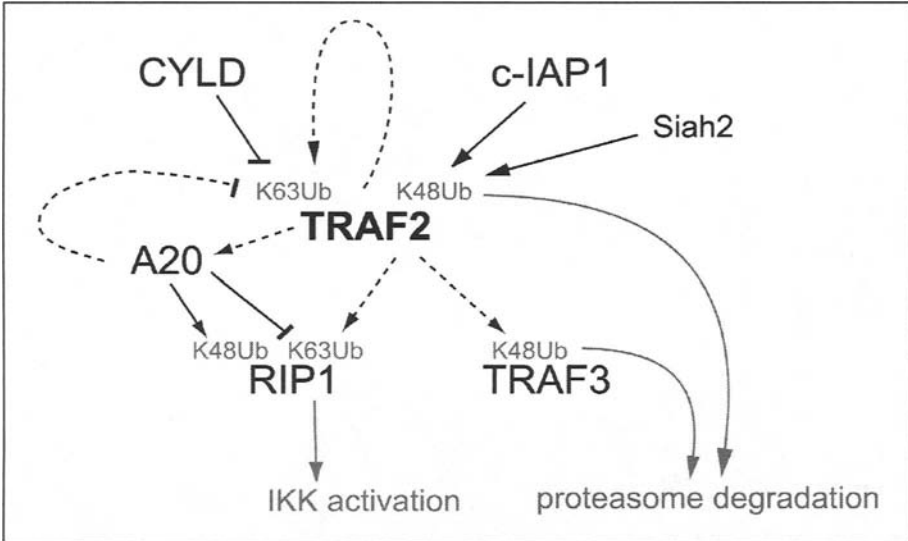 CYLD
c-IAP1
Siah2
K63Ub K48Ub
TRAF2
A20
K48Ub K63Ub
RIP1
K48Ub
TRAF3
IKK activation
proteasome degradation